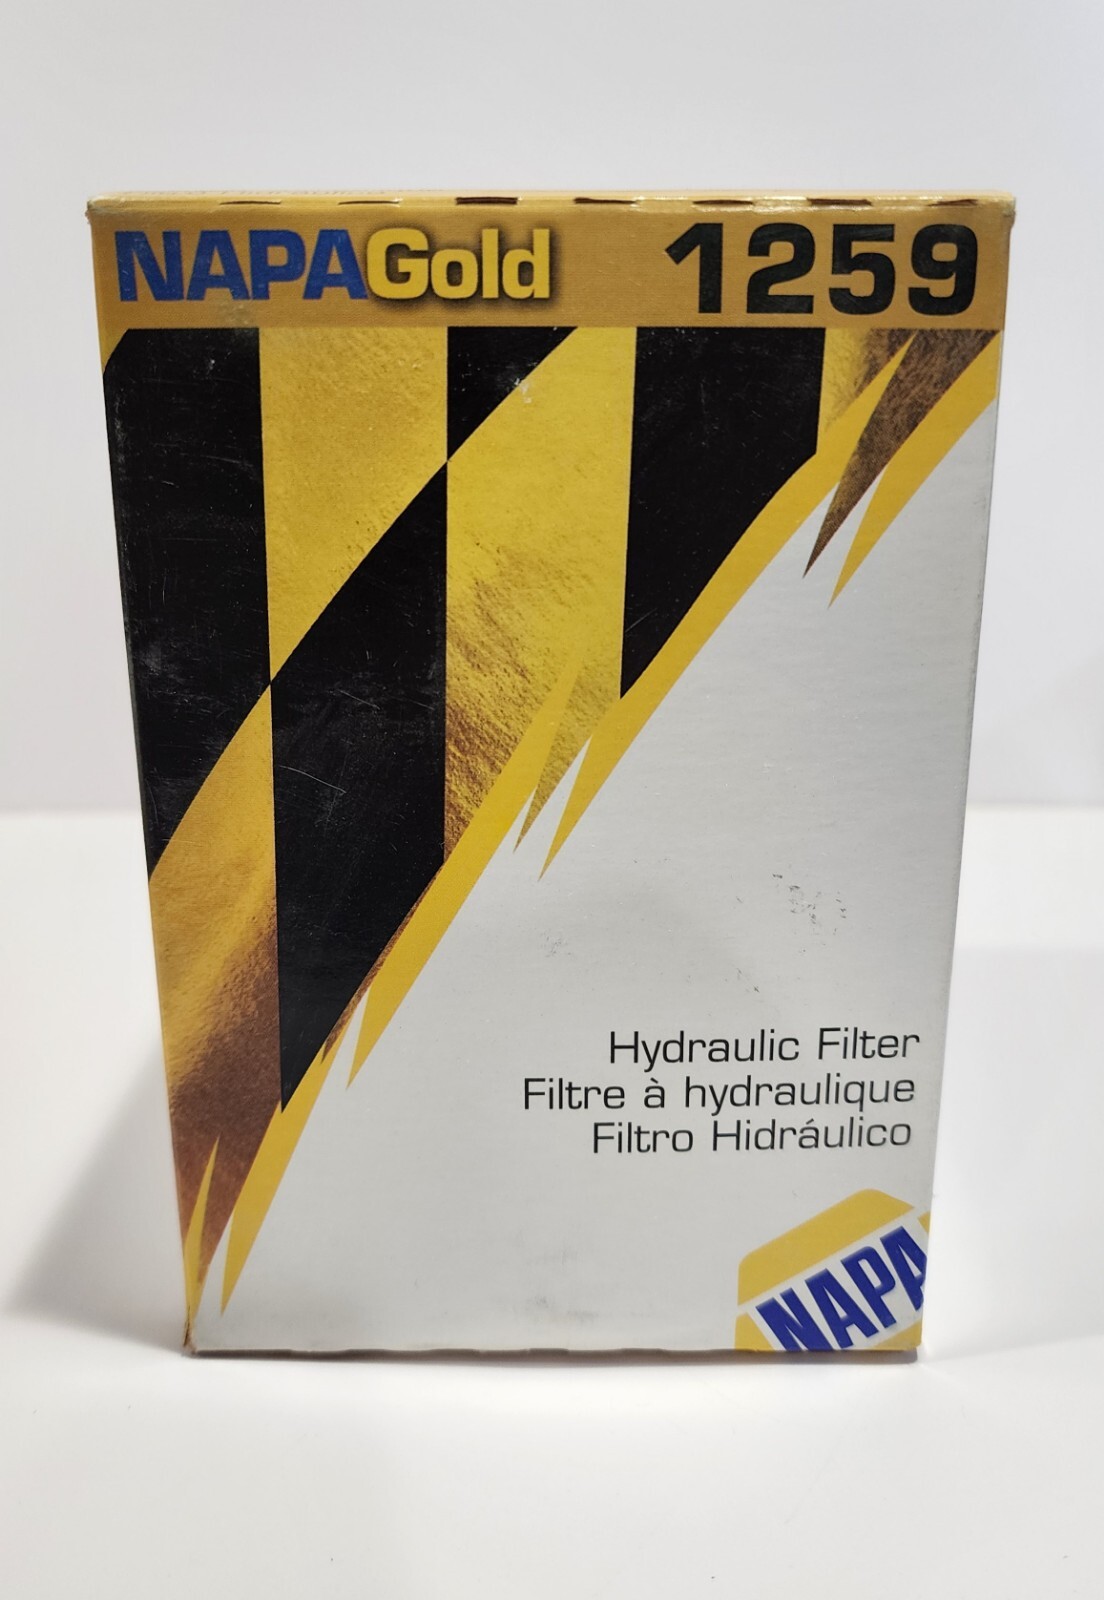 NAPAGold 1259
Hydraulic Filter
Filtre à hydraulique
Filtro Hidráulico
NAPA